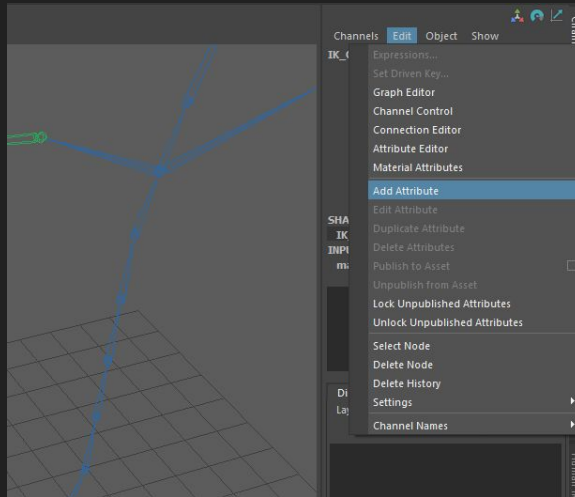 Channels Edit Object Show
IK_
Expressions...
Set Driven Key...
Graph Editor
Channel Control
Connection Editor
Attribute Editor
Material Attributes
Add Attribute
Edit Attribute
SHA
Duplicate Attribute
IK
Delete Attributes
INPU
Publish to Asset
ma
Unpublish from Asset
Lock Unpublished Attributes
Unlock Unpublished Attributes
Select Node
Delete Node
Delete History
Di
Settings
Lay
Channel Names